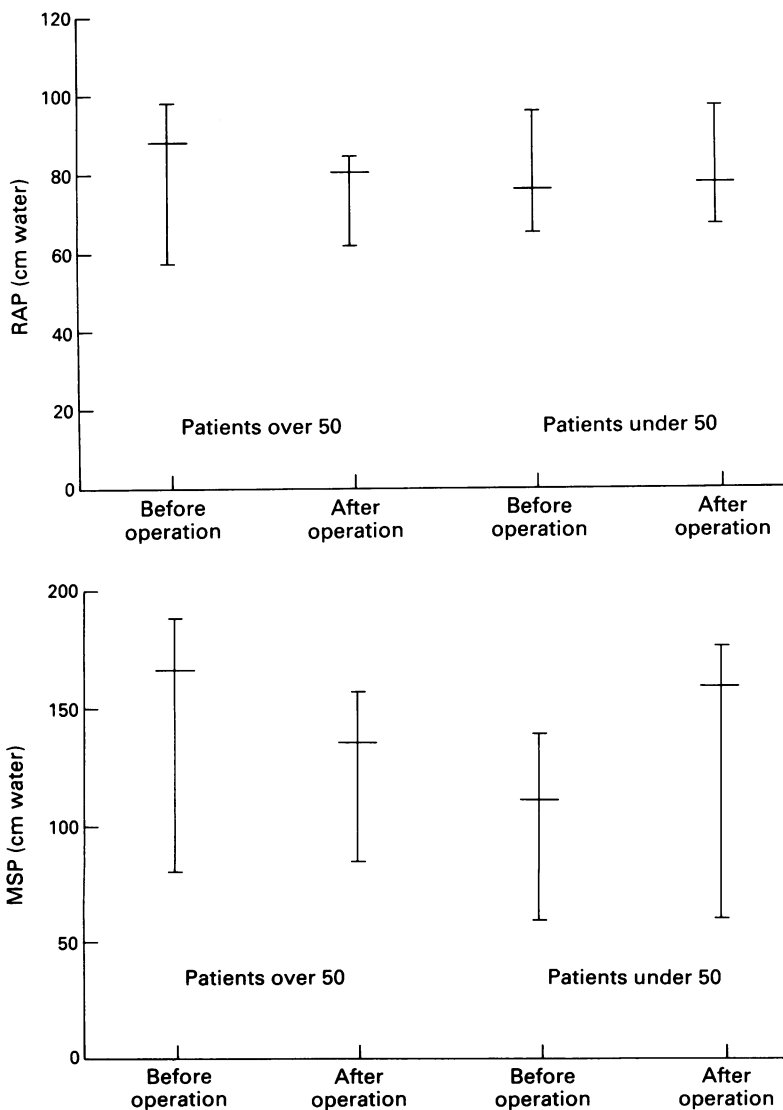 120
100
80
60
40
20
0
RAP (cm water)
Patients over 50
Patients under 50
Before
operation
After
operation
Before
operation
After
operation
200
150
100
50
0
MSP (cm water)
Patients over 50
Patients under 50
Before
operation
After
operation
Before
operation
After
operation